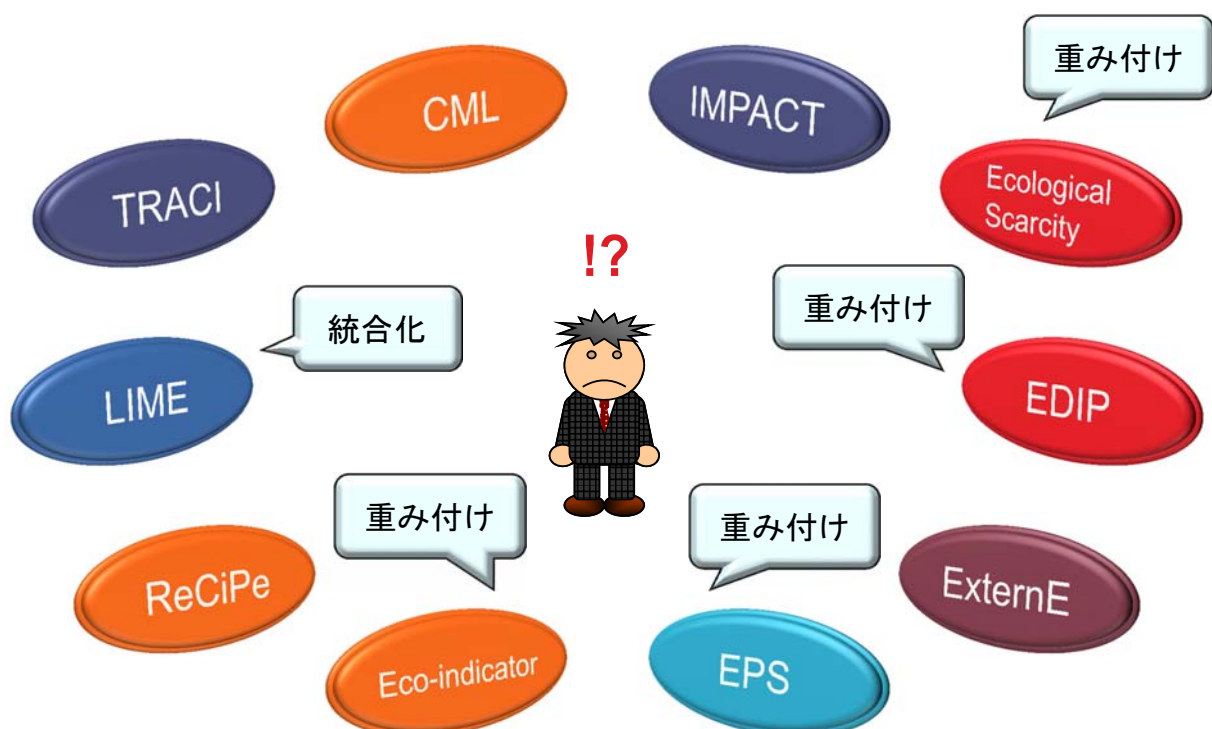 重み付け
CML
IMPACT
Ecological
Scarcity
TRACI
!?
重み付け
統合化
LIME
EDIP
重み付け
重み付け
ReCiPe
ExternE
Eco-indicator
EPS